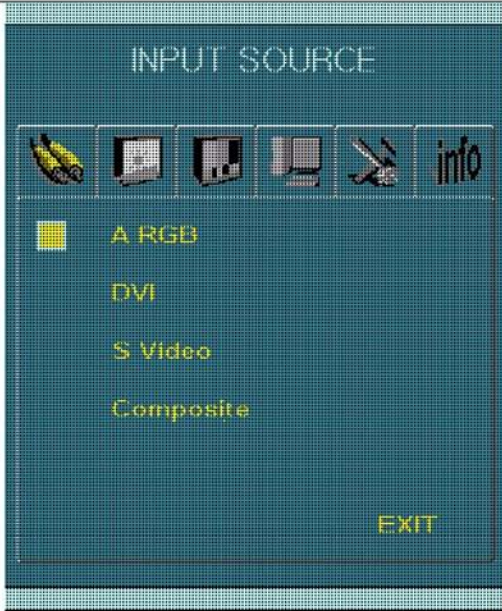 INPUT SOURCE
info
A RGB
DVI
S Video
Composite
EXIT